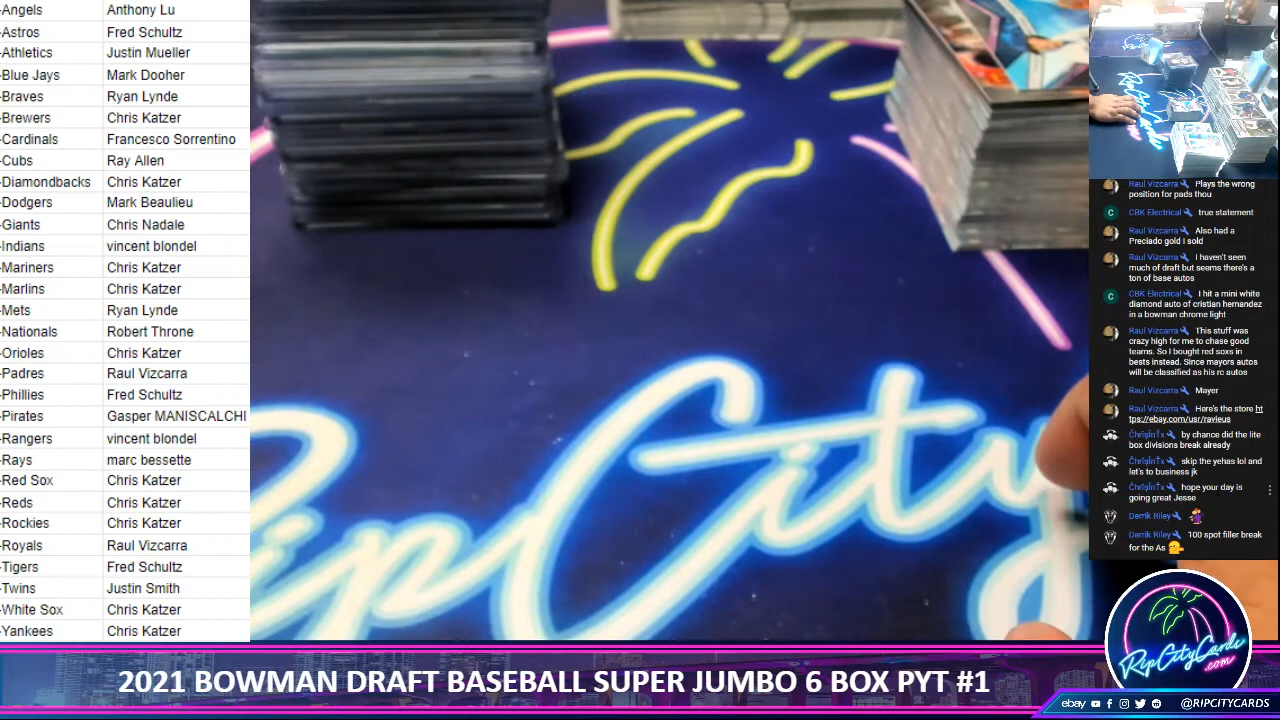 -Angels Anthony Lu
-Astros Fred Schultz
-Athletics Justin Mueller
-Blue Jays Mark Dooher
-Braves Ryan Lynde
-Brewers Chris Katzer
-Cardinals Francesco Sorrentino
-Cubs Ray Allen
-Diamondbacks Chris Katzer
-Dodgers Mark Beaulieu
-Giants Chris Nadale
-Indians vincent blondel
-Mariners Chris Katzer
-Marlins Chris Katzer
-Mets Ryan Lynde
-Nationals Robert Throne
-Orioles Chris Katzer
-Padres Raul Vizcarra
-Phillies Fred Schultz
-Pirates Gasper MANISCALCHI
-Rangers vincent blondel
-Rays marc bessette
-Red Sox Chris Katzer
-Reds Chris Katzer
-Rockies Chris Katzer
-Royals Raul Vizcarra
-Tigers Fred Schultz
-Twins Justin Smith
-White Sox Chris Katzer
-Yankees Chris Katzer
Rip City
Raul Vizcarra Plays the wrong
position for pads thou
C CBK Electrical true statement
Raul Vizcarra Also had a
Preciado gold I sold
Raul Vizcarra I haven't seen
much of draft but seems there's a
ton of base autos
C CBK Electrical I hit a mini white
diamond auto of cristian hernandez
in a bowman chrome light
Raul Vizcarra This stuff was
crazy high for me to chase good
teams. So I bought red soxs in
bests instead. Since mayors autos
will be classified as his rc autos
Raul Vizcarra Mayer
Raul Vizcarra Here's the store ht
tps://ebay.com/usr/ravieus
by chance did the lite
box divisions break already
skip the yehas lol and
let's to business jk
hope your day is
going great Jesse
Derrik Riley
Derrik Riley 100 spot filler break
for the As
RipCityCards
.com
2021 BOWMAN DRAFT BASEBALL SUPER JUMBO 6 BOX PYT #1
ebay @RIPCITYCARDS